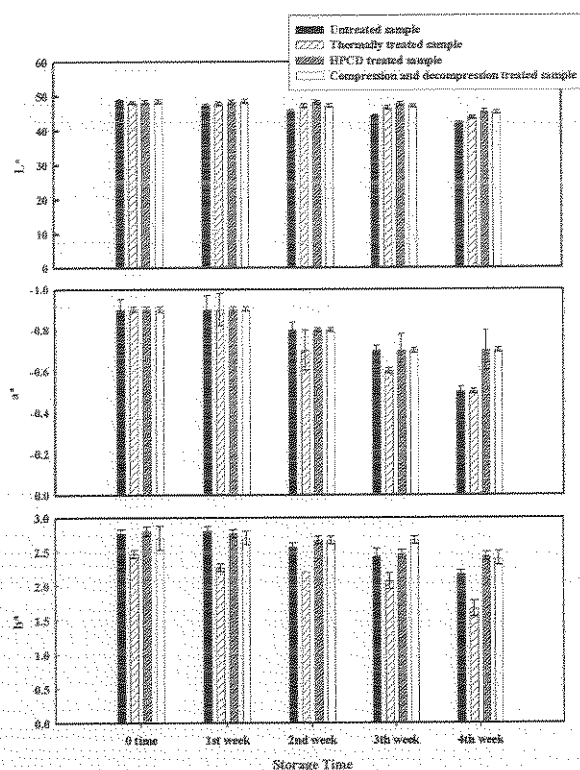 Untreated sample
Thermally treated sample
HPCD treated sample
Compression and decompression treated sample
60
50
40
30
20
10
0
L*
-1.0
-0.8
-0.6
-0.4
-0.2
0.0
a*
3.0
2.5
2.0
1.5
1.0
0.5
0.0
b*
0 time
1st week
2nd week
3th week
4th week
Storage Time